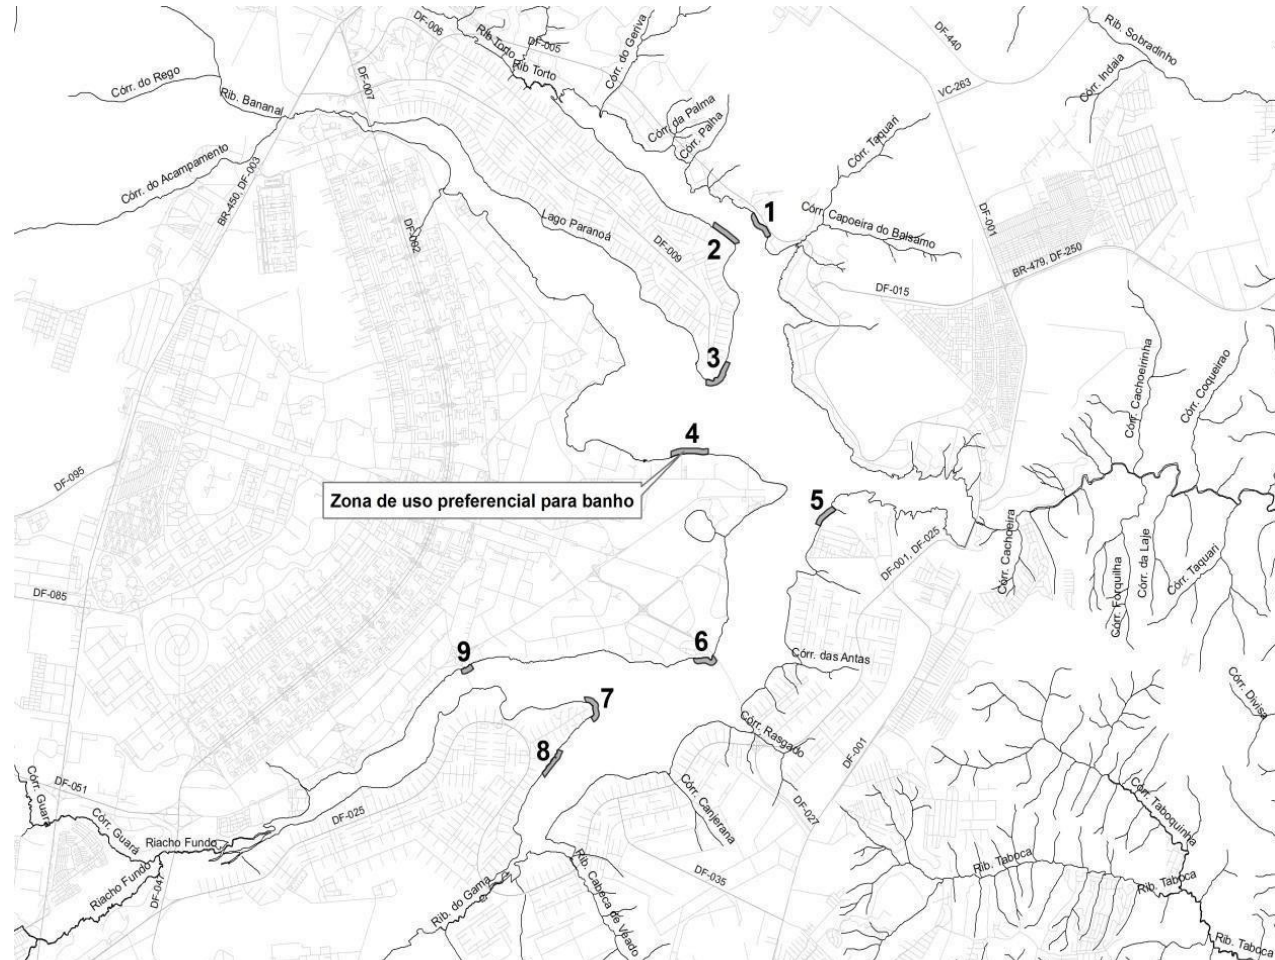 DF-006
Rib Torto
DF-005
Rib Torto
Córr. do Geriva
DF-440
Rib. Sobradinho
Córr. Indaia
VC-263
Córr. do Rego
Rib. Bananal
DF-007
Córr. da Palma
Córr. Palha
Córr. Taquari
Córr. do Acampamento
BR-450, DF-003
DF-002
Lago Paranoá
DF-009
1
2
Córr. Capoeira do Balsamo
DF-001
BR-479, DF-250
DF-015
3
Córr. Cachoeirinha
Córr. Coqueirao
4
DF-095
Zona de uso preferencial para banho
5
DF-001, DF-025
Córr. Cachoeira
Córr. Forquilha
Córr. da Laje
Córr. Taquari
DF-085
9
6
Córr. das Antas
7
Córr. Rasgado
Córr. Divisa
8
DF-001
Córr. Guara
DF-051
Córr. Guará
Riacho Fundo
DF-025
Córr. Canjerana
DF-027
Córr. Taboquinha
Riacho Fundo
DF-047
Rib. do Gama
Rib. Cabeca de Veado
DF-035
Rib. Taboca
Rib. Taboca
Rib. Taboca